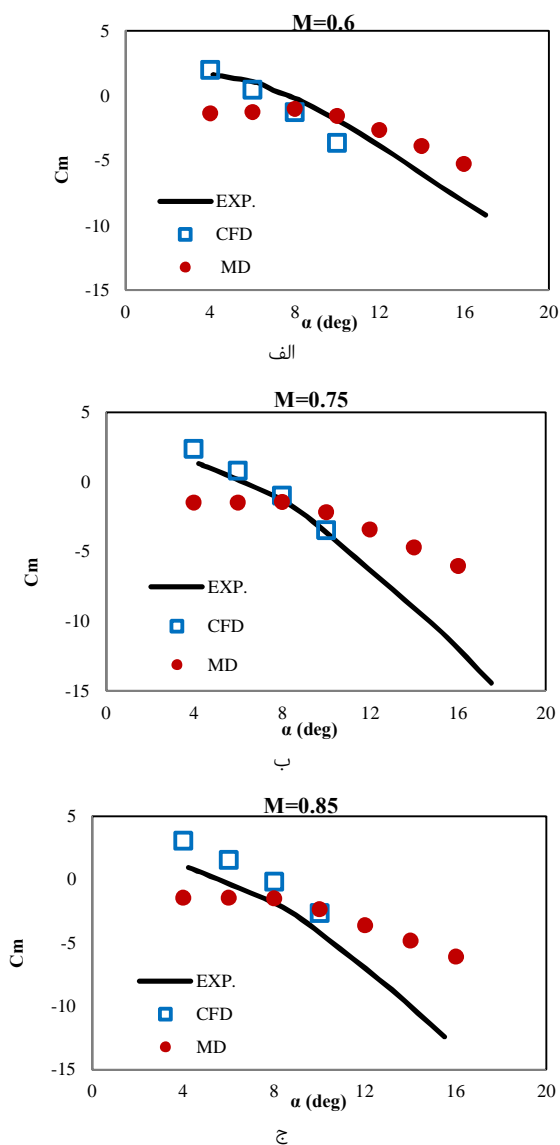 M=0.6
5
0
-5
-10
-15
Cm
EXP.
CFD
MD
0 4 8 12 16 20
α (deg)
الف
M=0.75
5
0
-5
-10
-15
Cm
EXP.
CFD
MD
0 4 8 12 16 20
α (deg)
ب
M=0.85
5
0
-5
-10
-15
Cm
EXP.
CFD
MD
0 4 8 12 16 20
α (deg)
ج